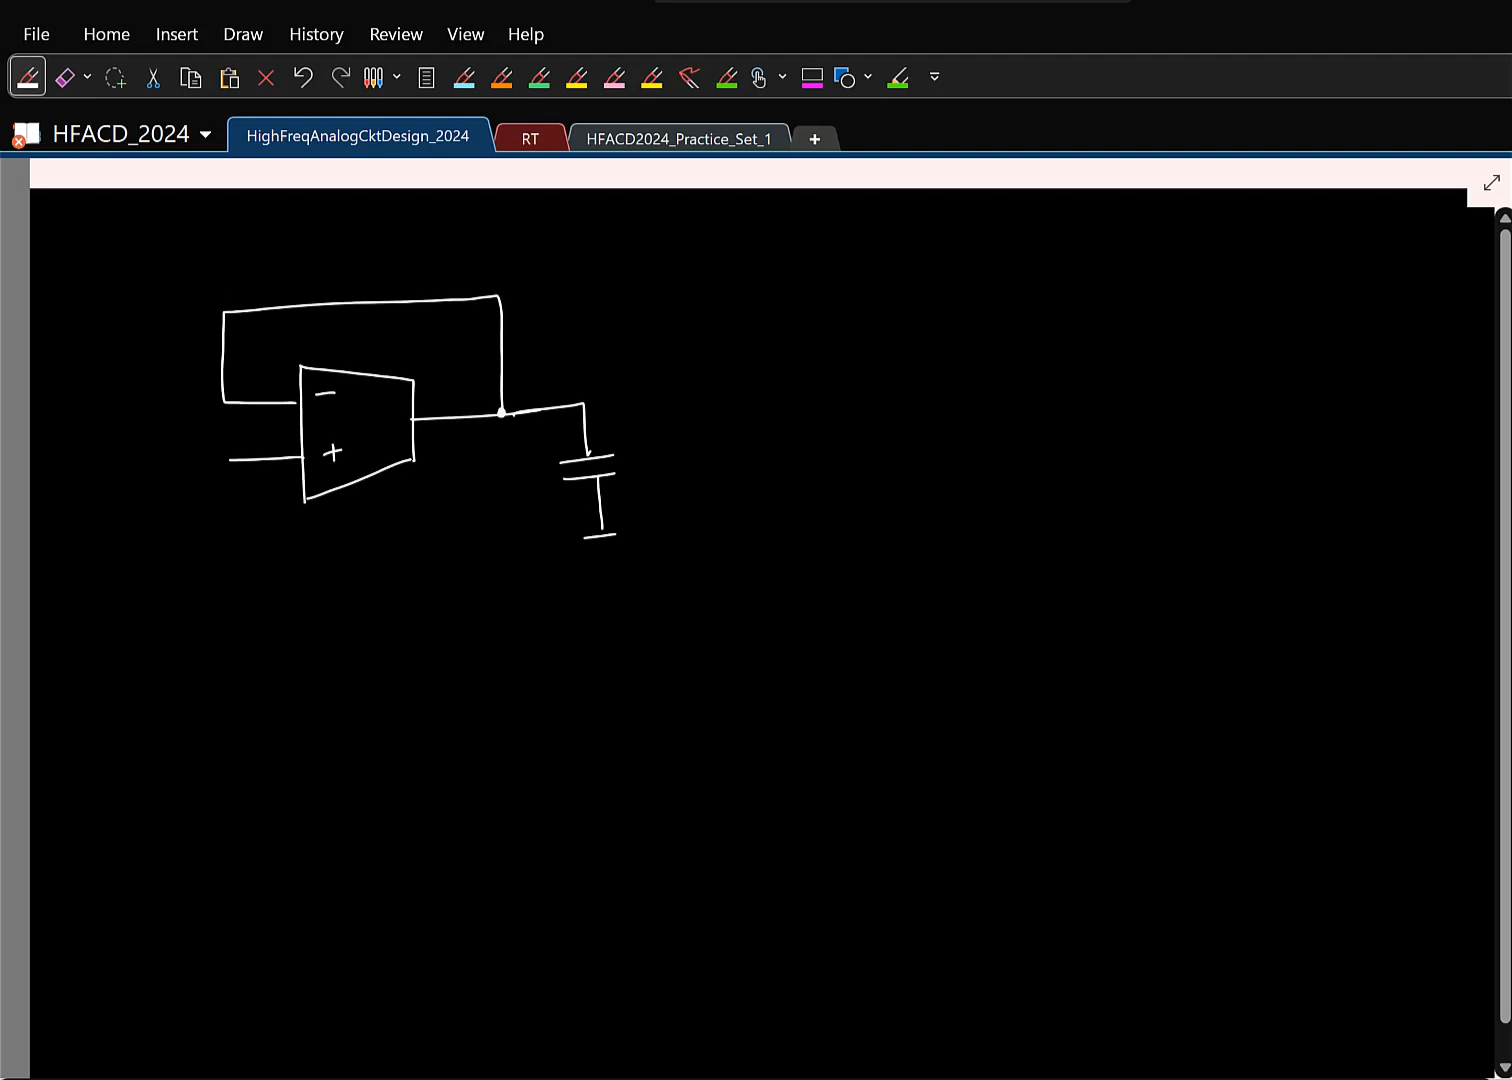 File Home Insert Draw History Review View Help
HFACD_2024 HighFreqAnalogCktDesign_2024 RT HFACD2024_Practice_Set_1 +
−
+